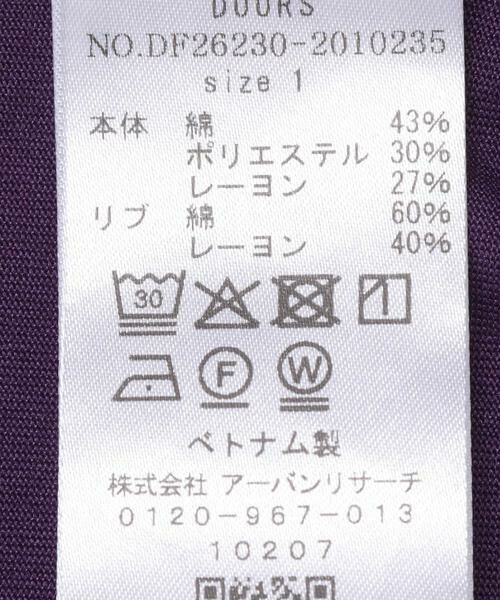 DOORS
NO.DF26230-2010235
size 1
本体 綿 43%
ポリエステル 30%
レーヨン 27%
リブ 綿 60%
レーヨン 40%
30
F W
ベトナム製
株式会社 アーバンリサーチ
0120-967-013
10207